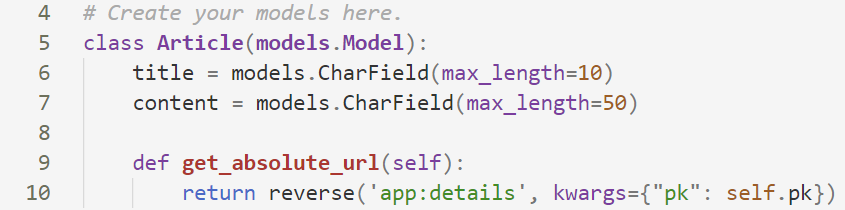 4 # Create your models here.
5 class Article(models.Model):
6     title = models.CharField(max_length=10)
7     content = models.CharField(max_length=50)
8
9     def get_absolute_url(self):
10         return reverse('app:details', kwargs={"pk": self.pk})